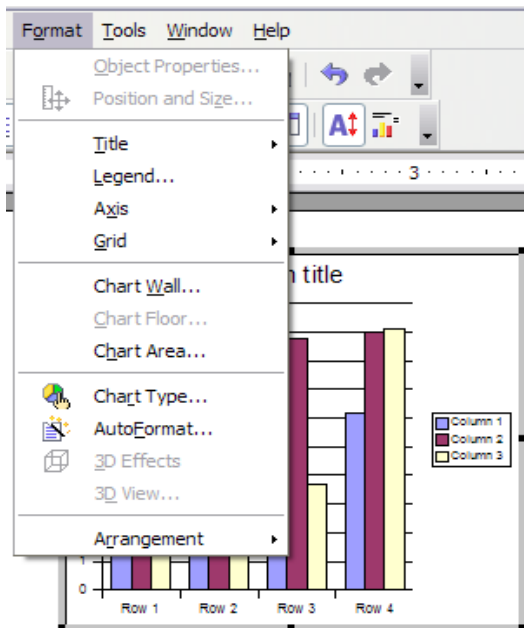 Format Tools Window Help
Object Properties...
Position and Size...
Title
Legend...
Axis
Grid
Chart Wall...
Chart Floor...
Chart Area...
Chart Type...
AutoFormat...
3D Effects
3D View...
Arrangement
3
title
Column 1
Column 2
Column 3
1
0
Row 1 Row 2 Row 3 Row 4